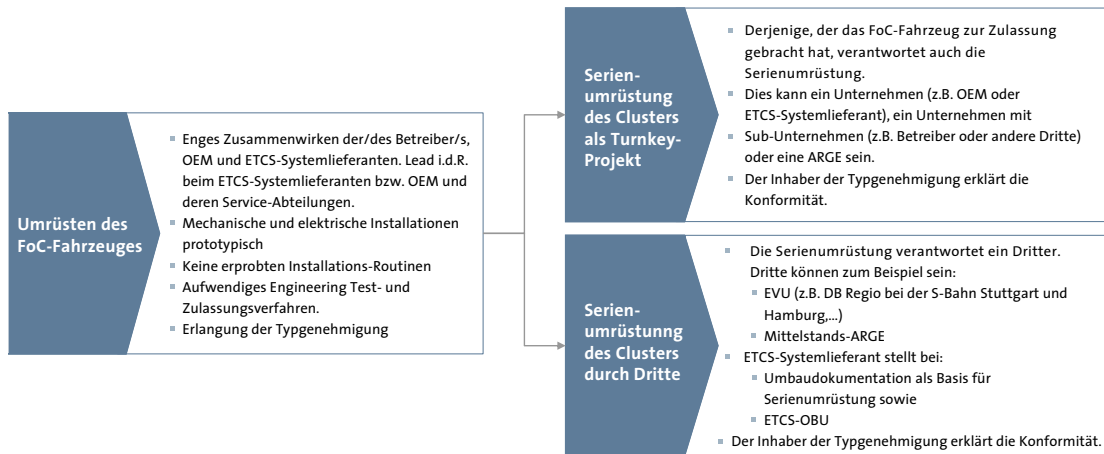 Umrüsten des
FoC-Fahrzeuges
Enges Zusammenwirken der/des Betreiber/s,
OEM und ETCS-Systemlieferanten. Lead i.d.R.
beim ETCS-Systemlieferanten bzw. OEM und
deren Service-Abteilungen.
Mechanische und elektrische Installationen
prototypisch
Keine erprobten Installations-Routinen
Aufwendiges Engineering Test- und
Zulassungsverfahren.
Erlangung der Typgenehmigung
Serien-
umrüstung
des Clusters
als Turnkey-
Projekt
Derjenige, der das FoC-Fahrzeug zur Zulassung
gebracht hat, verantwortet auch die
Serienumrüstung.
Dies kann ein Unternehmen (z.B. OEM oder
ETCS-Systemlieferant), ein Unternehmen mit
Sub-Unternehmen (z.B. Betreiber oder andere Dritte)
oder eine ARGE sein.
Der Inhaber der Typgenehmigung erklärt die
Konformität.
Serien-
umrüstunng
des Clusters
durch Dritte
Die Serienumrüstung verantwortet ein Dritter.
Dritte können zum Beispiel sein:
EVU (z.B. DB Regio bei der S-Bahn Stuttgart und
Hamburg,...)
Mittelstands-ARGE
ETCS-Systemlieferant stellt bei:
Umbaudokumentation als Basis für
Serienumrüstung sowie
ETCS-OBU
Der Inhaber der Typgenehmigung erklärt die Konformität.